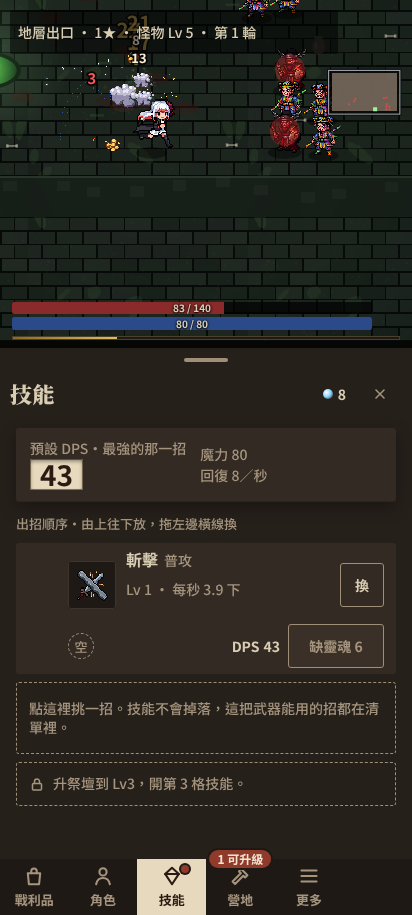 地層出口 · 1★ · 怪物 Lv 5 · 第 1 輪
13
3
83 / 140
80 / 80
技能
8
預設 DPS·最強的那一招
43
魔力 80
回復 8／秒
出招順序·由上往下放，拖左邊橫線換
斬擊 普攻
Lv 1 · 每秒 3.9 下
換
空
DPS 43
缺靈魂 6
點這裡挑一招。技能不會掉落，這把武器能用的招都在清
單裡。
升祭壇到 Lv3，開第 3 格技能。
1 可升級
戰利品
角色
技能
營地
更多